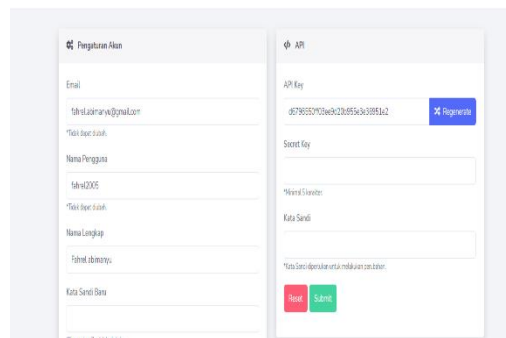 Pengaturan Akun
Email
fahrel.abimanyu@gmail.com
*Tidak dapat diubah.
Nama Pengguna
fahrel2005
*Tidak dapat diubah.
Nama Lengkap
Fahrel abimanyu
Kata Sandi Baru
API
API Key
Regenerate
Secret Key
*Minimal 5 karakter.
Kata Sandi
*Kata Sandi diperlukan untuk melakukan perubahan.
Reset
Submit